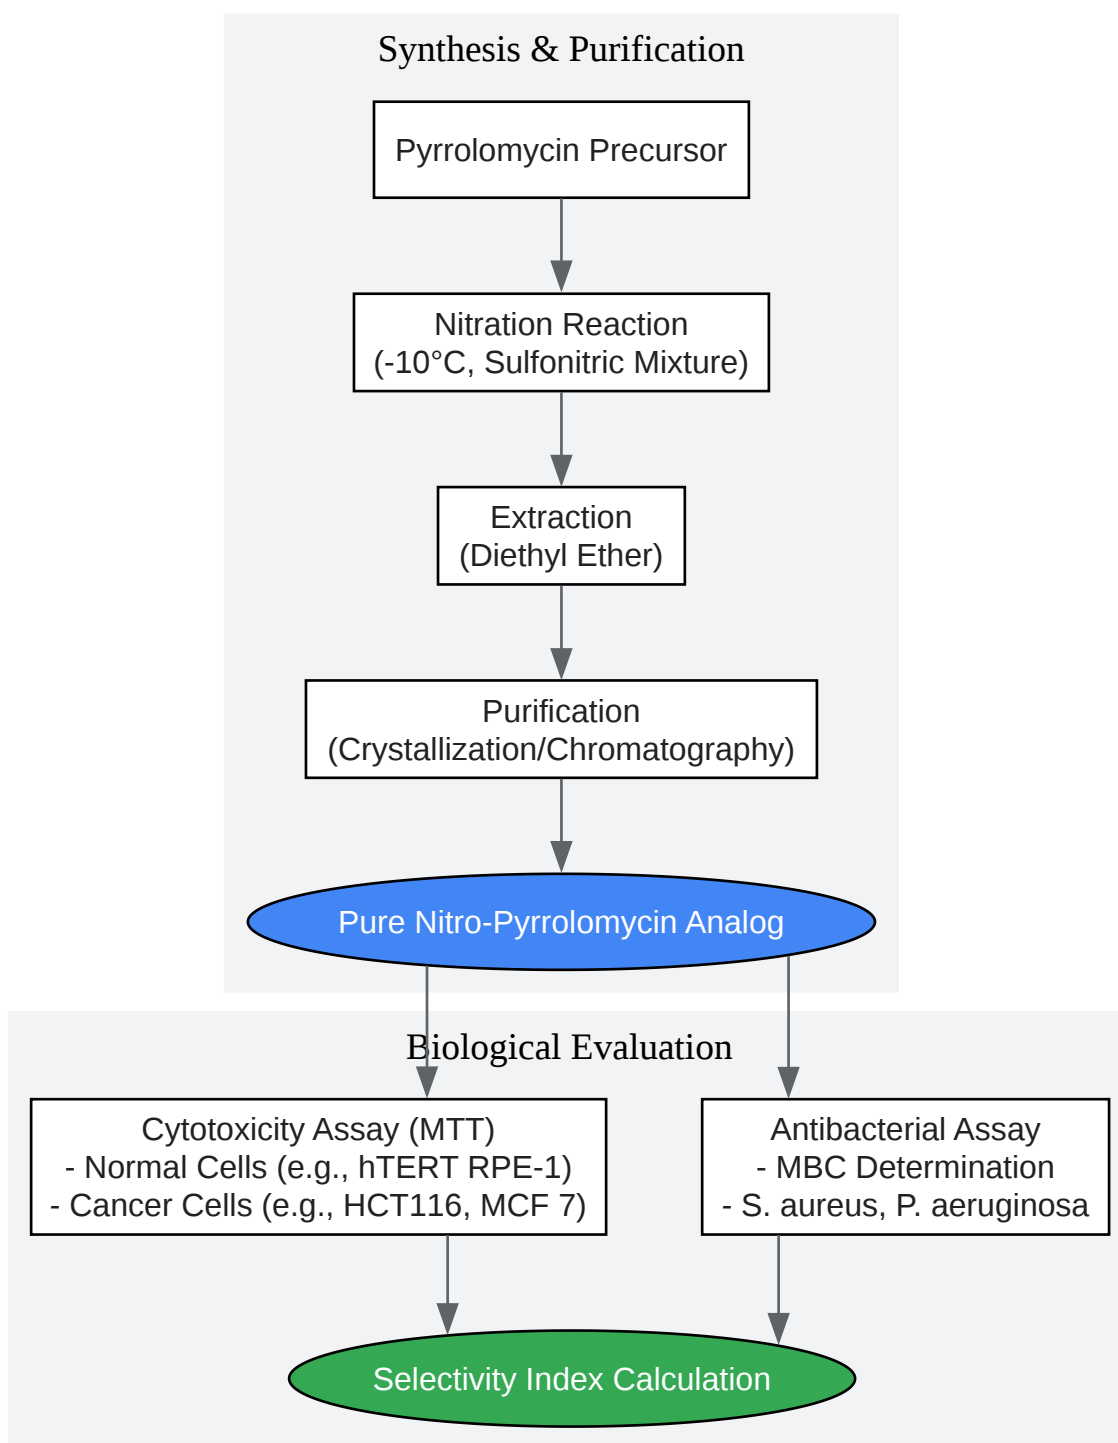 Synthesis & Purification
Pyrrolomycin Precursor
Nitration Reaction
(-10°C, Sulfonitric Mixture)
Extraction
(Diethyl Ether)
Purification
(Crystallization/Chromatography)
Pure Nitro-Pyrrolomycin Analog
Biological Evaluation
Cytotoxicity Assay (MTT)
- Normal Cells (e.g., hTERT RPE-1)
- Cancer Cells (e.g., HCT116, MCF 7)
Antibacterial Assay
- MBC Determination
- S. aureus, P. aeruginosa
Selectivity Index Calculation